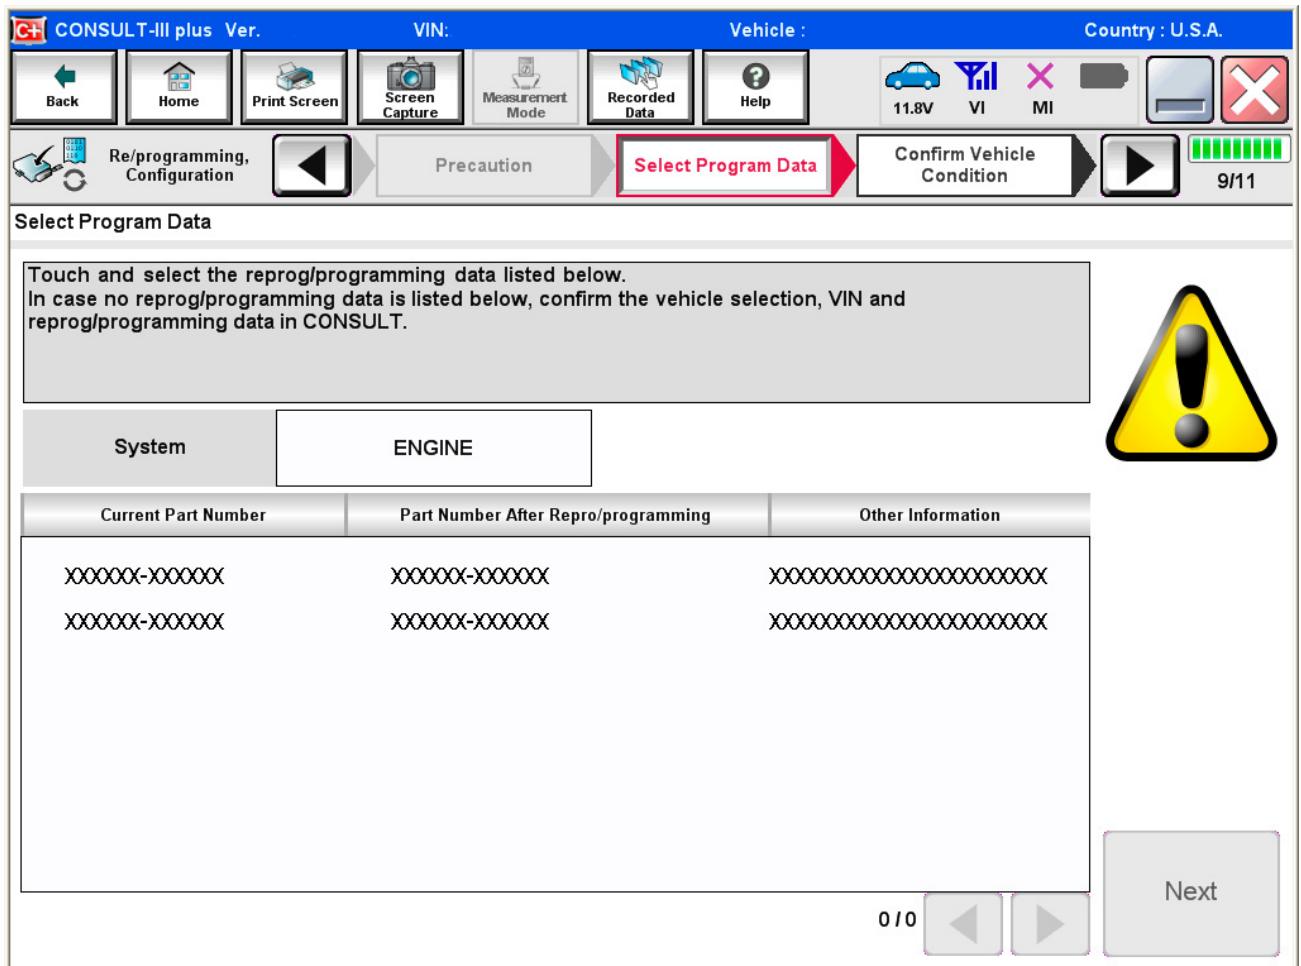 C+ CONSULT-III plus Ver. VIN: Vehicle : Country : U.S.A.
Back
Home
Print Screen
Screen
Capture
Measurement
Mode
Recorded
Data
? Help
11.8V
VI
MI
Re/programming,
Configuration
Precaution
Select Program Data
Confirm Vehicle
Condition
9/11
Select Program Data
Touch and select the reprog/programming data listed below.
In case no reprog/programming data is listed below, confirm the vehicle selection, VIN and
reprog/programming data in CONSULT.
System ENGINE
Current Part Number Part Number After Repro/programming Other Information
XXXXXX-XXXXXX XXXXXX-XXXXXX XXXXXXXXXXXXXXXXXXXXXX
XXXXXX-XXXXXX XXXXXX-XXXXXX XXXXXXXXXXXXXXXXXXXXXX
Next
0 / 0